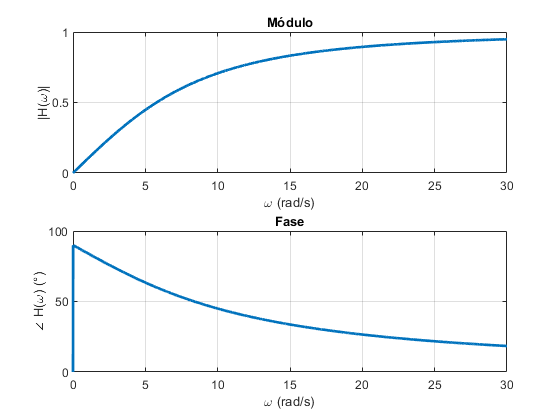 Módulo
|H(ω)|
1
0.5
0
0 5 10 15 20 25 30
ω (rad/s)
Fase
∠ H(ω) (°)
100
50
0
0 5 10 15 20 25 30
ω (rad/s)